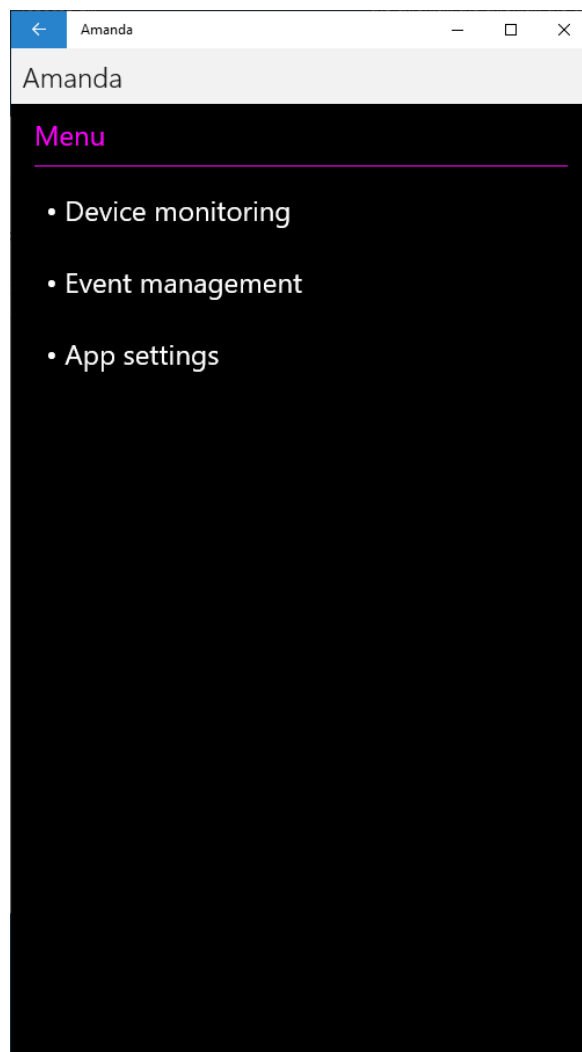 Amanda
Amanda
Menu
• Device monitoring
• Event management
• App settings